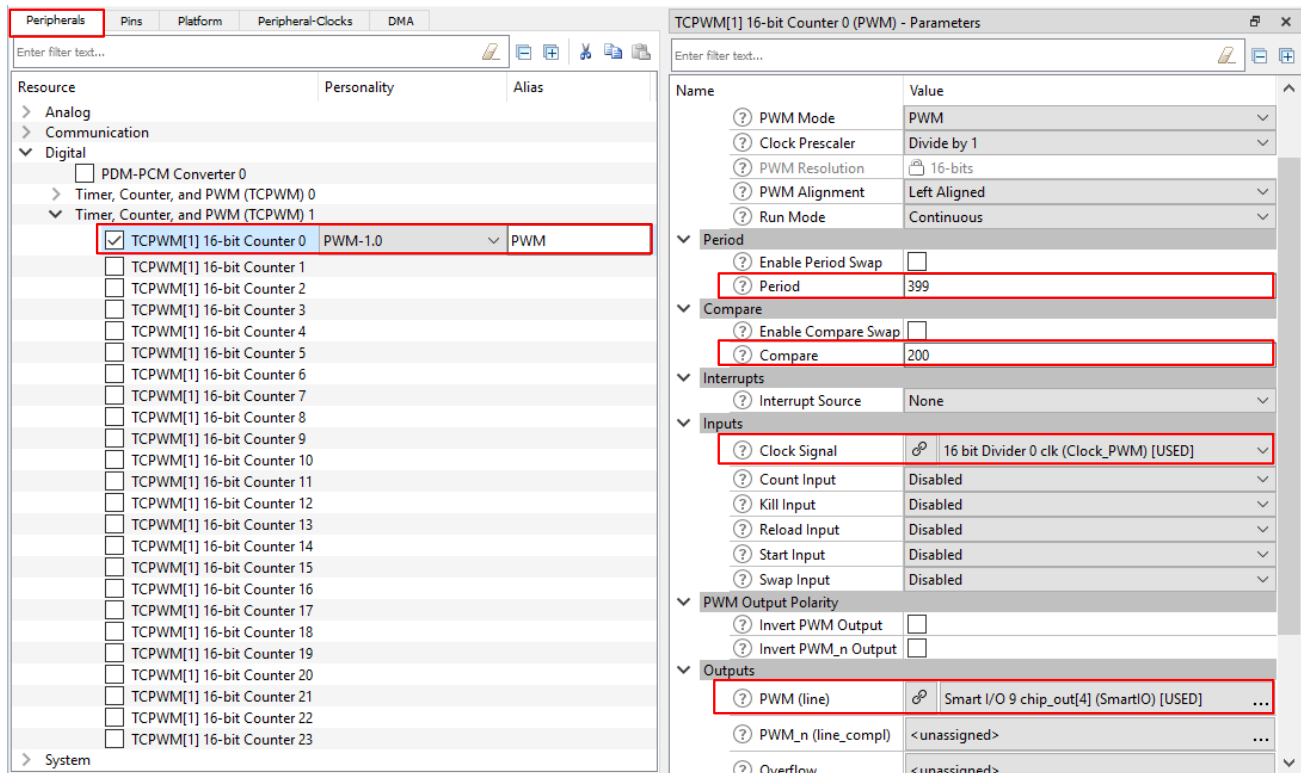 Peripherals Pins Platform Peripheral-Clocks DMA
Enter filter text...
Resource Personality Alias
Analog
Communication
Digital
PDM-PCM Converter 0
Timer, Counter, and PWM (TCPWM) 0
Timer, Counter, and PWM (TCPWM) 1
TCPWM[1] 16-bit Counter 0 PWM-1.0 PWM
TCPWM[1] 16-bit Counter 1
TCPWM[1] 16-bit Counter 2
TCPWM[1] 16-bit Counter 3
TCPWM[1] 16-bit Counter 4
TCPWM[1] 16-bit Counter 5
TCPWM[1] 16-bit Counter 6
TCPWM[1] 16-bit Counter 7
TCPWM[1] 16-bit Counter 8
TCPWM[1] 16-bit Counter 9
TCPWM[1] 16-bit Counter 10
TCPWM[1] 16-bit Counter 11
TCPWM[1] 16-bit Counter 12
TCPWM[1] 16-bit Counter 13
TCPWM[1] 16-bit Counter 14
TCPWM[1] 16-bit Counter 15
TCPWM[1] 16-bit Counter 16
TCPWM[1] 16-bit Counter 17
TCPWM[1] 16-bit Counter 18
TCPWM[1] 16-bit Counter 19
TCPWM[1] 16-bit Counter 20
TCPWM[1] 16-bit Counter 21
TCPWM[1] 16-bit Counter 22
TCPWM[1] 16-bit Counter 23
System
TCPWM[1] 16-bit Counter 0 (PWM) - Parameters
Enter filter text...
Name Value
PWM Mode PWM
Clock Prescaler Divide by 1
PWM Resolution 16-bits
PWM Alignment Left Aligned
Run Mode Continuous
Period
Enable Period Swap
Period 399
Compare
Enable Compare Swap
Compare 200
Interrupts
Interrupt Source None
Inputs
Clock Signal 16 bit Divider 0 clk (Clock_PWM) [USED]
Count Input Disabled
Kill Input Disabled
Reload Input Disabled
Start Input Disabled
Swap Input Disabled
PWM Output Polarity
Invert PWM Output
Invert PWM_n Output
Outputs
PWM (line) Smart I/O 9 chip_out[4] (SmartIO) [USED] ...
PWM_n (line_compl) <unassigned> ...
Overflow <unassigned>